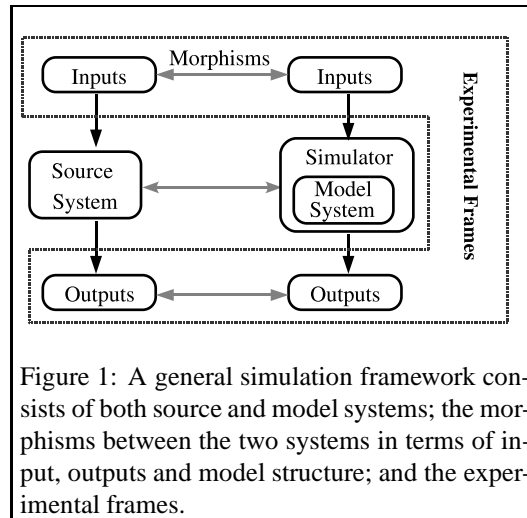 Morphisms
Inputs
Inputs
Experimental Frames
Source
System
Simulator
Model
System
Outputs
Outputs
Figure 1: A general simulation framework con-
sists of both source and model systems; the mor-
phisms between the two systems in terms of in-
put, outputs and model structure; and the exper-
imental frames.